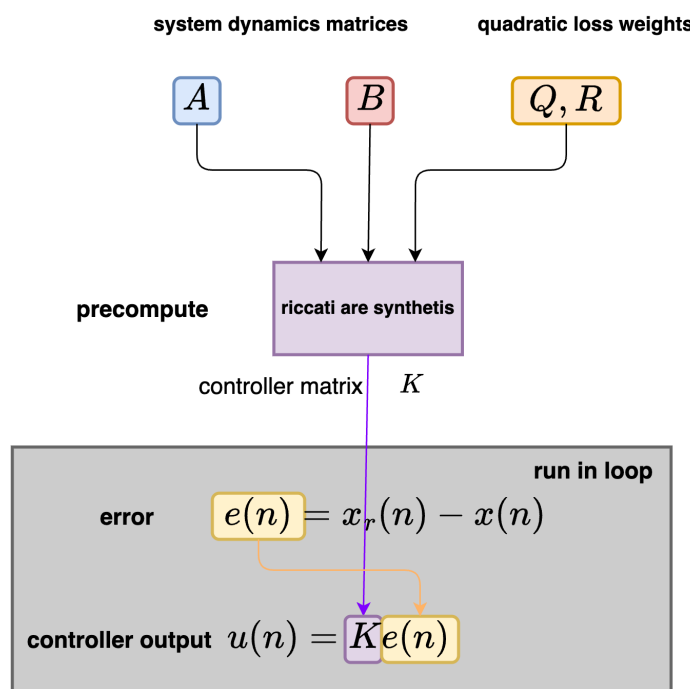 system dynamics matrices
quadratic loss weights
A
B
Q, R
precompute
riccati are synthetis
controller matrix K
run in loop
error e(n) = x_r(n) − x(n)
controller output u(n) = Ke(n)